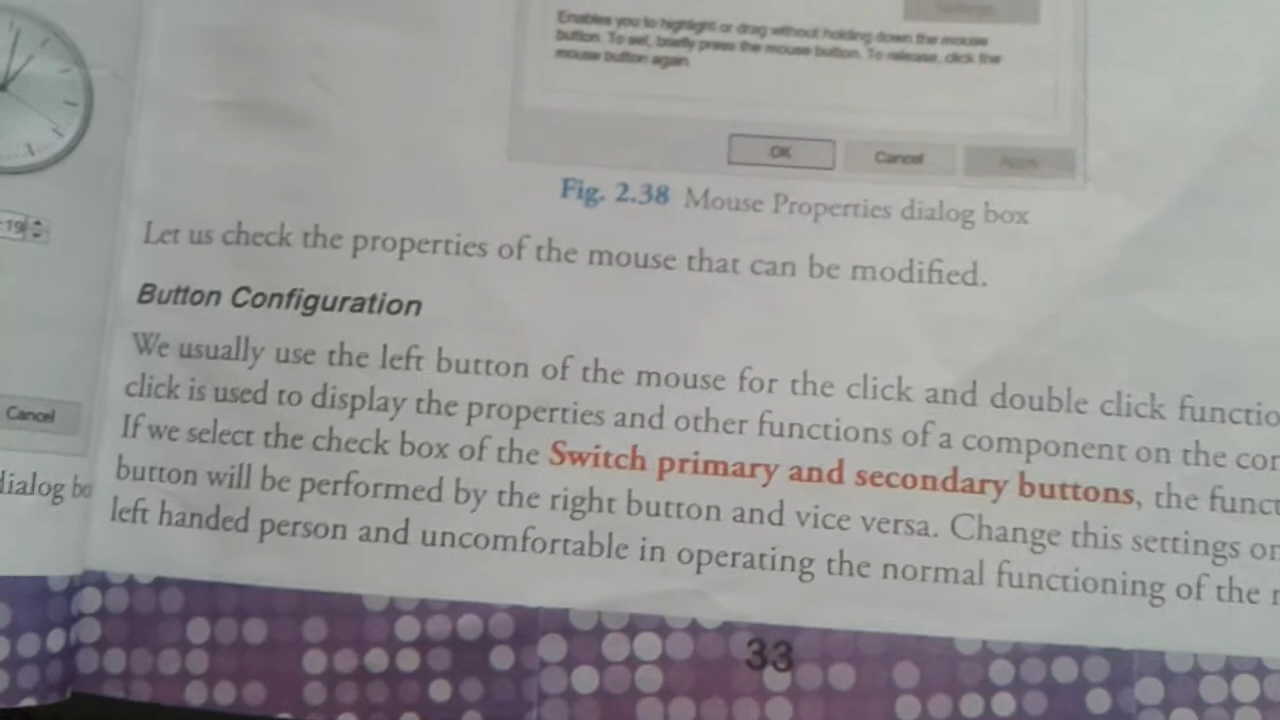 Enables you to highlight or drag without holding down the mouse
button. To set, briefly press the mouse button. To release, click the
mouse button again.
OK Cancel Apply
Fig. 2.38 Mouse Properties dialog box
:19
Let us check the properties of the mouse that can be modified.
Button Configuration
We usually use the left button of the mouse for the click and double click functio
click is used to display the properties and other functions of a component on the co
If we select the check box of the Switch primary and secondary buttons, the funct
button will be performed by the right button and vice versa. Change this settings on
left handed person and uncomfortable in operating the normal functioning of the
Cancel
dialog bo
33